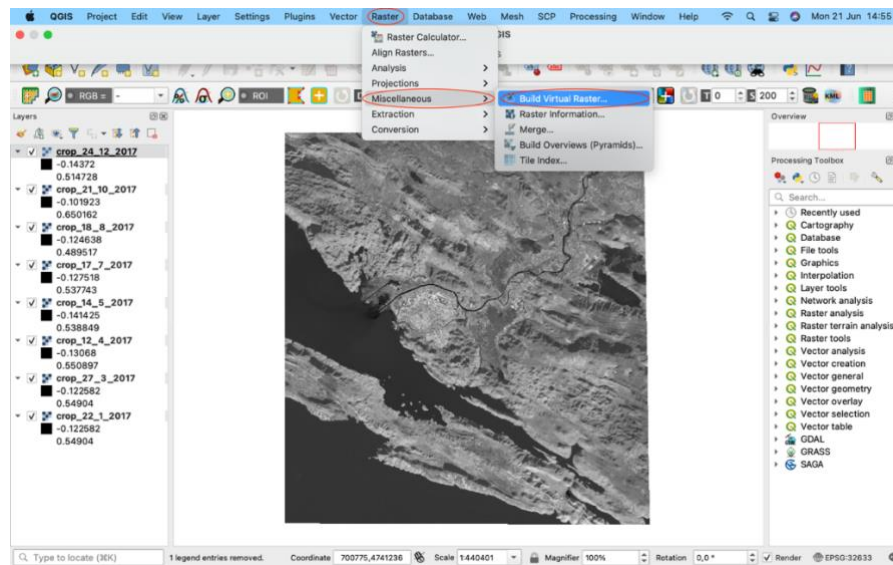 QGIS Project Edit View Layer Settings Plugins Vector Raster Database Web Mesh SCP Processing Window Help Mon 21 Jun 14:55
GIS
Raster Calculator...
Align Rasters...
Analysis
Projections
Miscellaneous
Extraction
Conversion
Build Virtual Raster...
Raster Information...
Merge...
Build Overviews (Pyramids)...
Tile Index...
RGB = -
ROI
T 0
S 200
KML
Layers
crop_24_12_2017
-0.14372
0.514728
crop_21_10_2017
-0.101923
0.650162
crop_18_8_2017
-0.124638
0.489517
crop_17_7_2017
-0.127518
0.537743
crop_14_5_2017
-0.141425
0.538849
crop_12_4_2017
-0.13068
0.550897
crop_27_3_2017
-0.122582
0.54904
crop_22_1_2017
-0.122582
0.54904
Overview
Processing Toolbox
Search...
Recently used
Cartography
Database
File tools
Graphics
Interpolation
Layer tools
Network analysis
Raster analysis
Raster terrain analysis
Raster tools
Vector analysis
Vector creation
Vector general
Vector geometry
Vector overlay
Vector selection
Vector table
GDAL
GRASS
SAGA
Type to locate (⌘K) 1 legend entries removed. Coordinate 700775,4741236 Scale 1:440401 Magnifier 100% Rotation 0,0 ° Render EPSG:32633